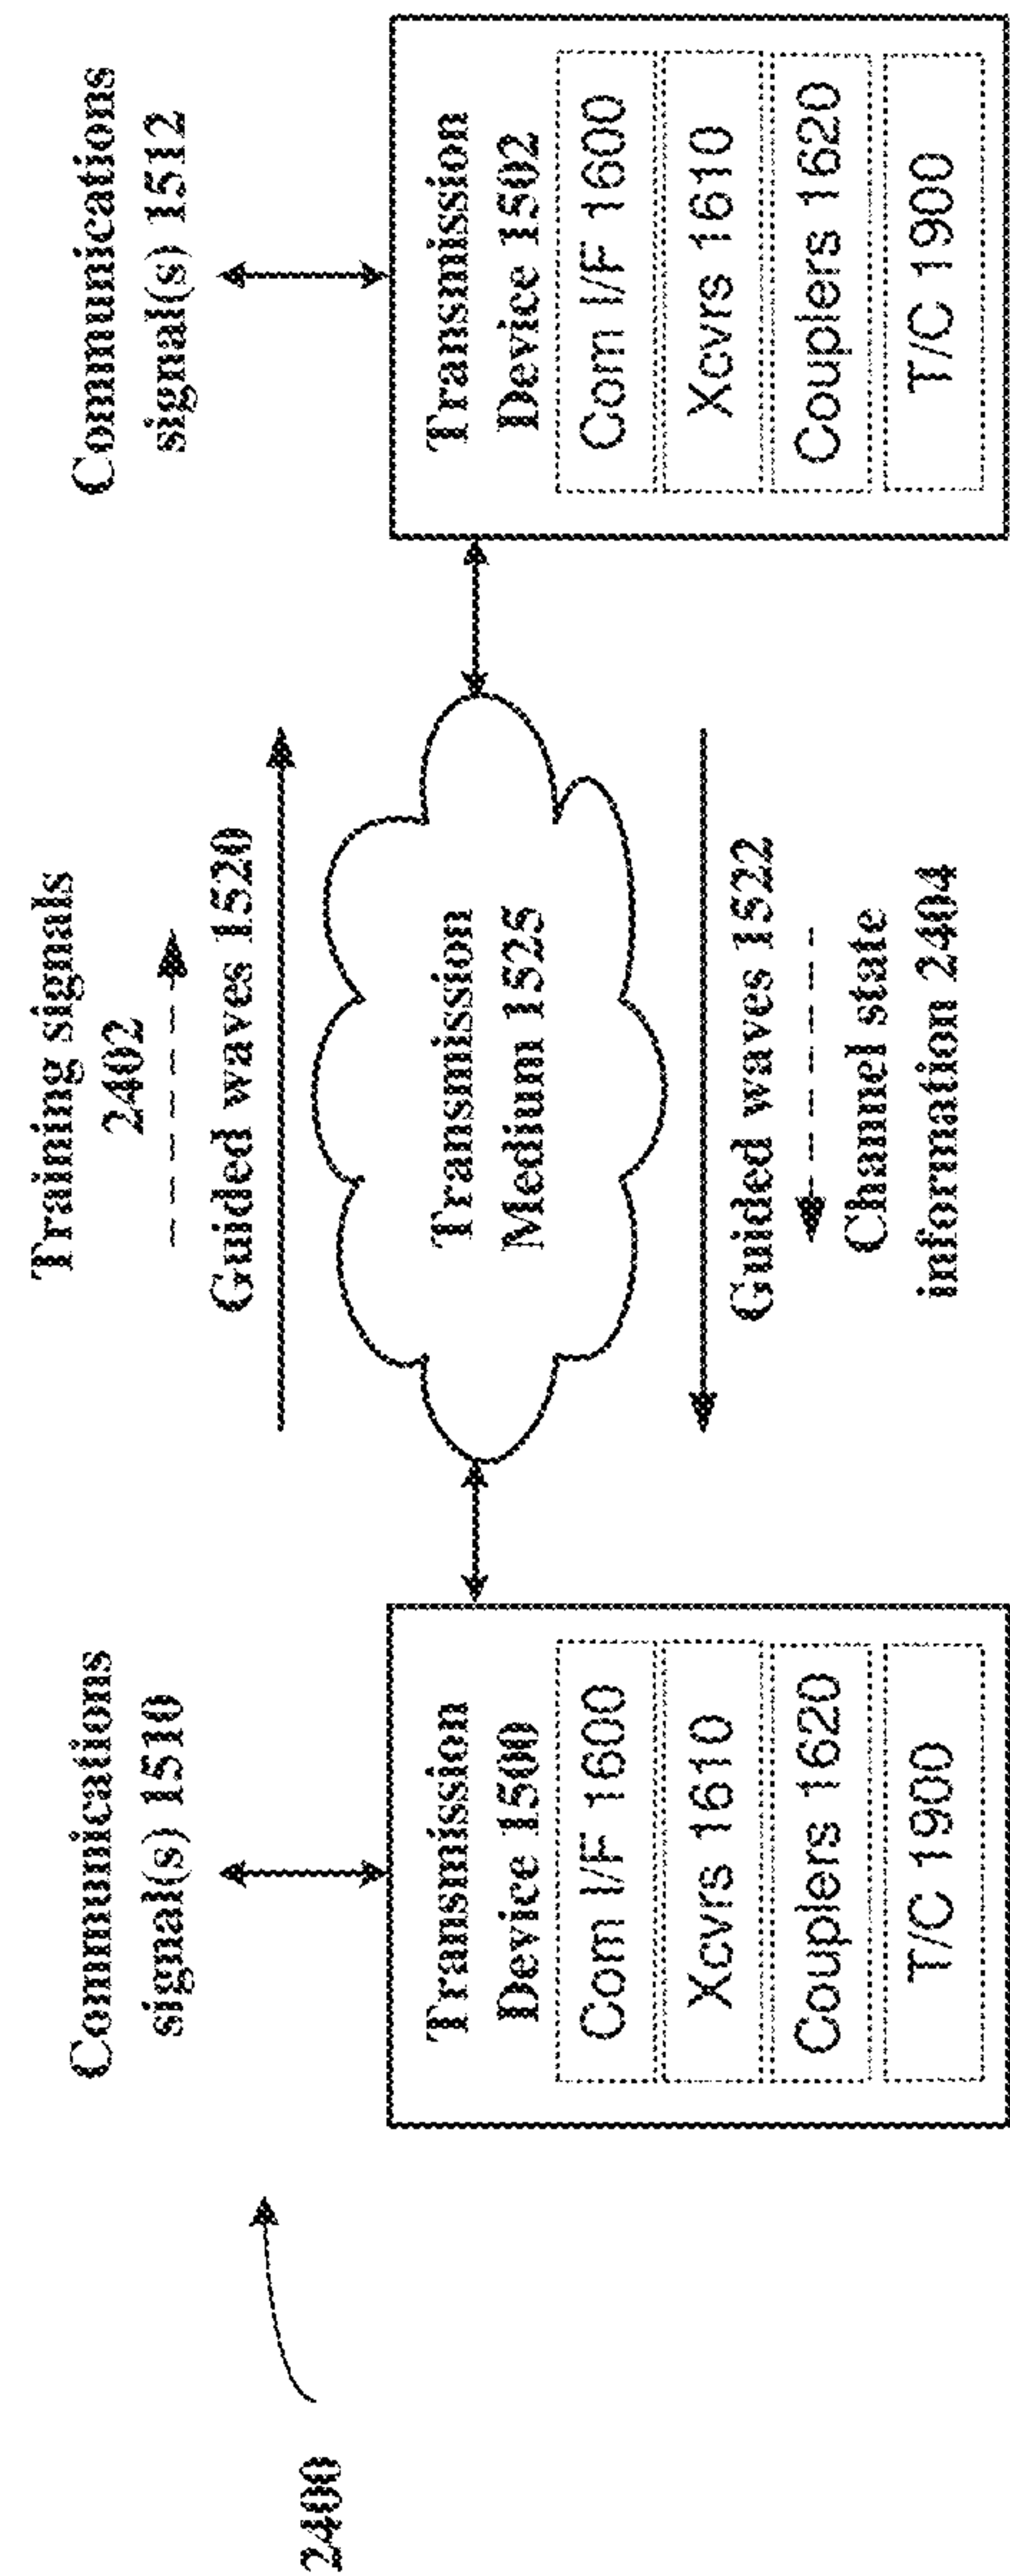 2400
Communications
signal(s) 1510
Transmission
Device 1500
Com I/F 1600
Xcvrs 1610
Couplers 1620
T/C 1900
Training signals
2402
Guided waves 1520
Transmission
Medium 1525
Guided waves 1522
Channel state
information 2404
Communications
signal(s) 1512
Transmission
Device 1502
Com I/F 1600
Xcvrs 1610
Couplers 1620
T/C 1900